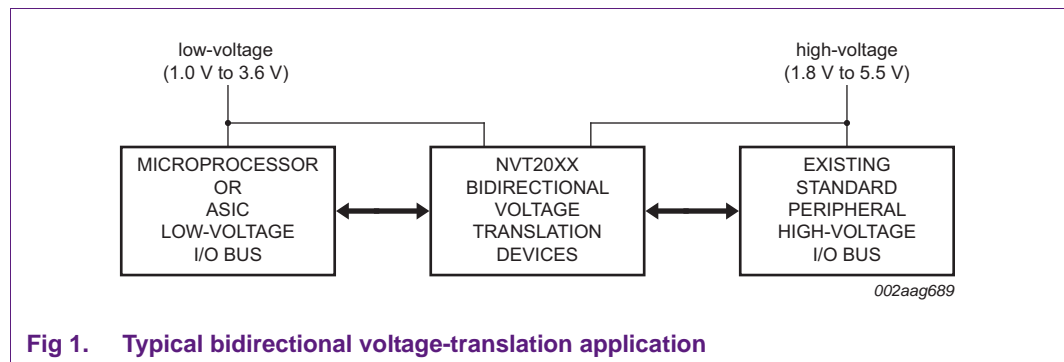 low-voltage
(1.0 V to 3.6 V)
high-voltage
(1.8 V to 5.5 V)
MICROPROCESSOR
OR
ASIC
LOW-VOLTAGE
I/O BUS
NVT20XX
BIDIRECTIONAL
VOLTAGE
TRANSLATION
DEVICES
EXISTING
STANDARD
PERIPHERAL
HIGH-VOLTAGE
I/O BUS
002aag689
Fig 1. Typical bidirectional voltage-translation application